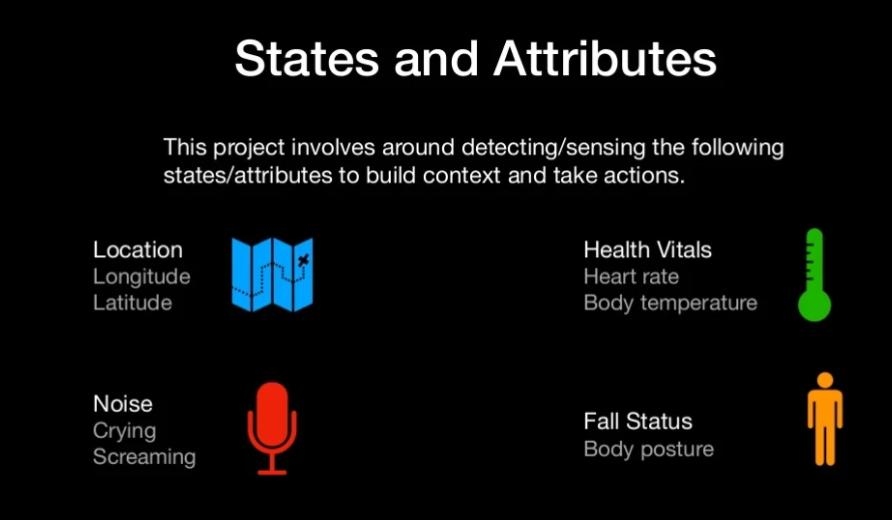 States and Attributes
This project involves around detecting/sensing the following
states/attributes to build context and take actions.
Location
Longitude
Latitude
Health Vitals
Heart rate
Body temperature
Noise
Crying
Screaming
Fall Status
Body posture